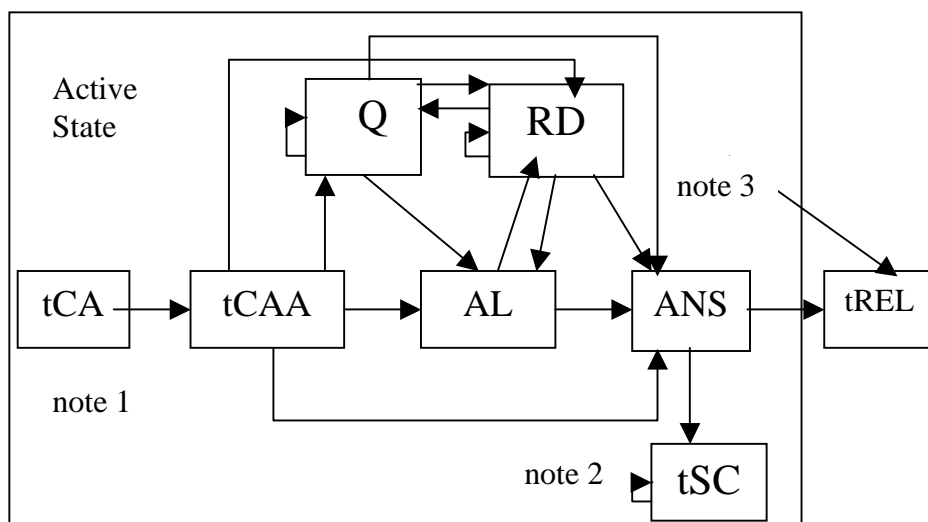 Active
State
Q
RD
note 3
tCA
tCAA
AL
ANS
tREL
note 1
note 2
tSC